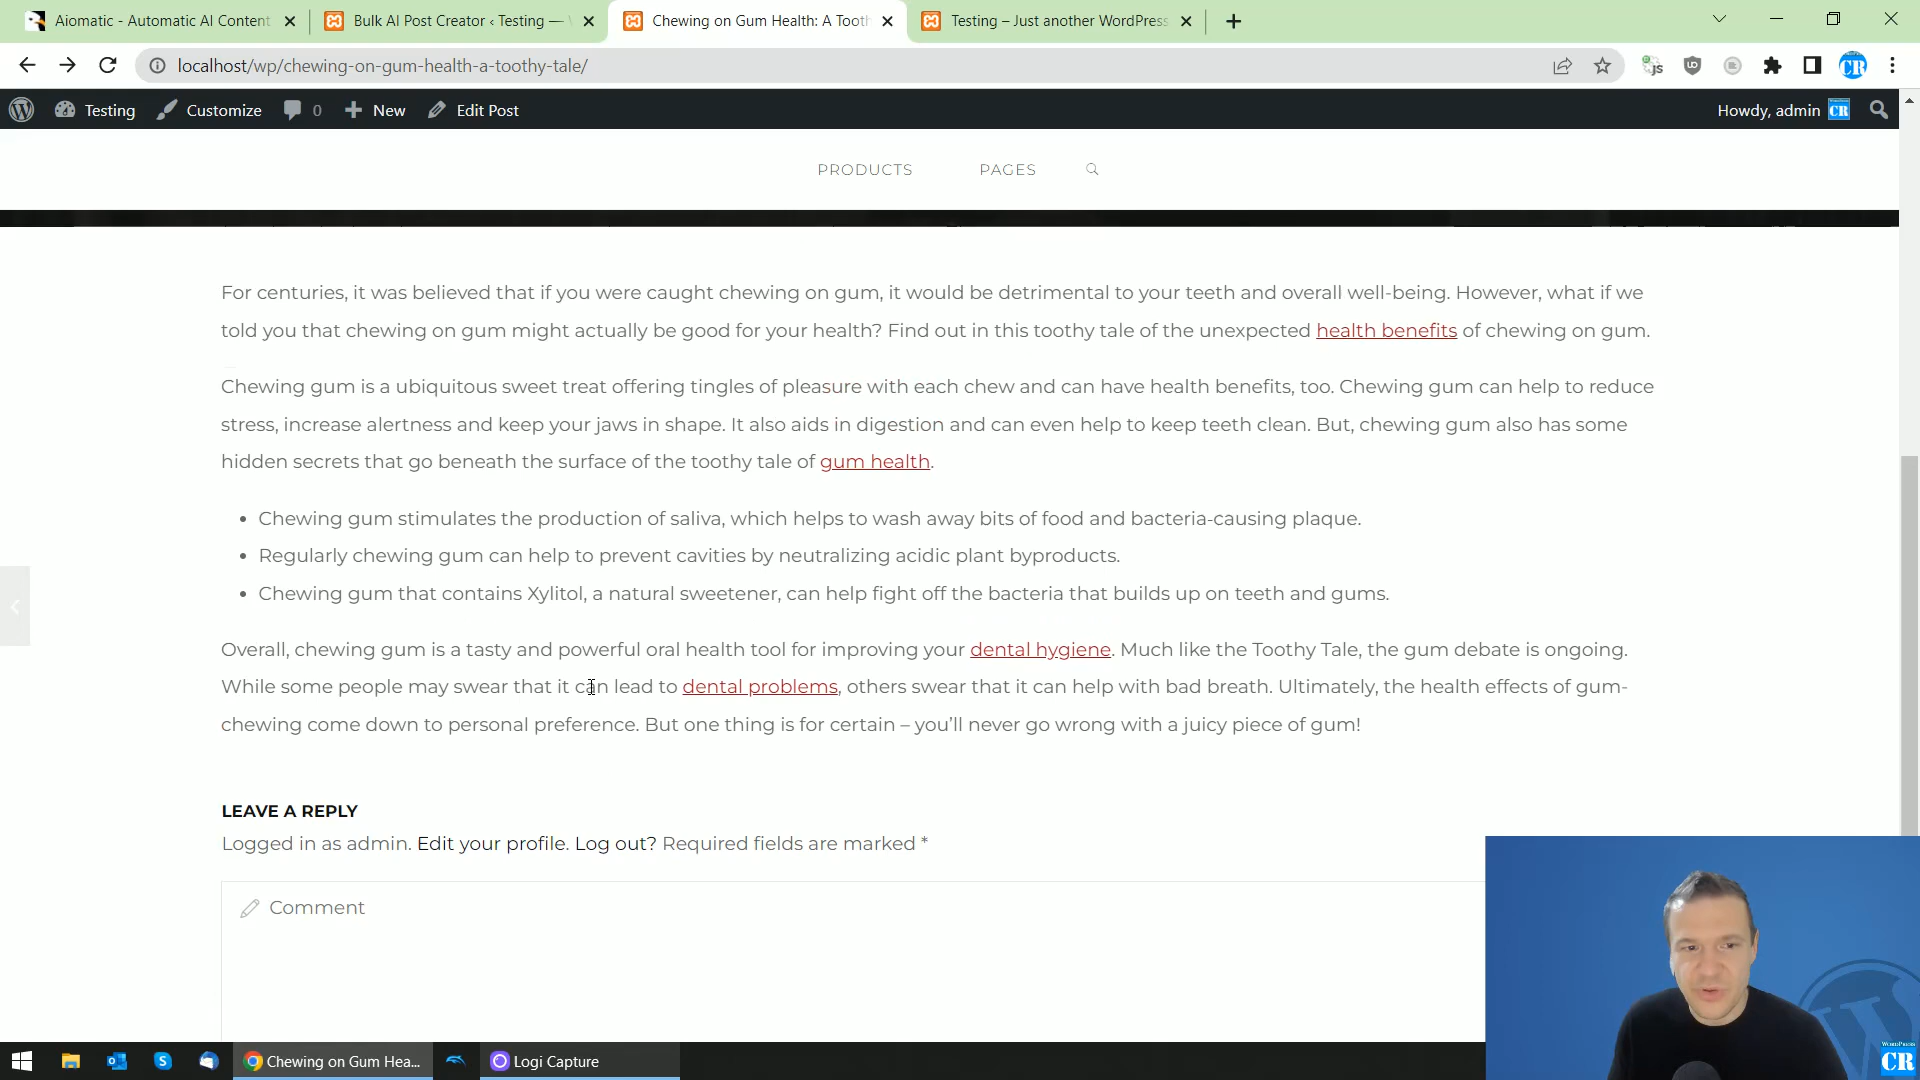 Aiomatic - Automatic AI Content
Bulk AI Post Creator ‹ Testing —
Chewing on Gum Health: A Tooth
Testing – Just another WordPress
localhost/wp/chewing-on-gum-health-a-toothy-tale/
Testing
Customize
0
New
Edit Post
Howdy, admin
PRODUCTS
PAGES
For centuries, it was believed that if you were caught chewing on gum, it would be detrimental to your teeth and overall well-being. However, what if we
told you that chewing on gum might actually be good for your health? Find out in this toothy tale of the unexpected health benefits of chewing on gum.
Chewing gum is a ubiquitous sweet treat offering tingles of pleasure with each chew and can have health benefits, too. Chewing gum can help to reduce
stress, increase alertness and keep your jaws in shape. It also aids in digestion and can even help to keep teeth clean. But, chewing gum also has some
hidden secrets that go beneath the surface of the toothy tale of gum health.
• Chewing gum stimulates the production of saliva, which helps to wash away bits of food and bacteria-causing plaque.
• Regularly chewing gum can help to prevent cavities by neutralizing acidic plant byproducts.
• Chewing gum that contains Xylitol, a natural sweetener, can help fight off the bacteria that builds up on teeth and gums.
Overall, chewing gum is a tasty and powerful oral health tool for improving your dental hygiene. Much like the Toothy Tale, the gum debate is ongoing.
While some people may swear that it can lead to dental problems, others swear that it can help with bad breath. Ultimately, the health effects of gum-
chewing come down to personal preference. But one thing is for certain – you'll never go wrong with a juicy piece of gum!
LEAVE A REPLY
Logged in as admin. Edit your profile. Log out? Required fields are marked *
Comment
Chewing on Gum Hea...
Logi Capture
WORDPRESS
CR